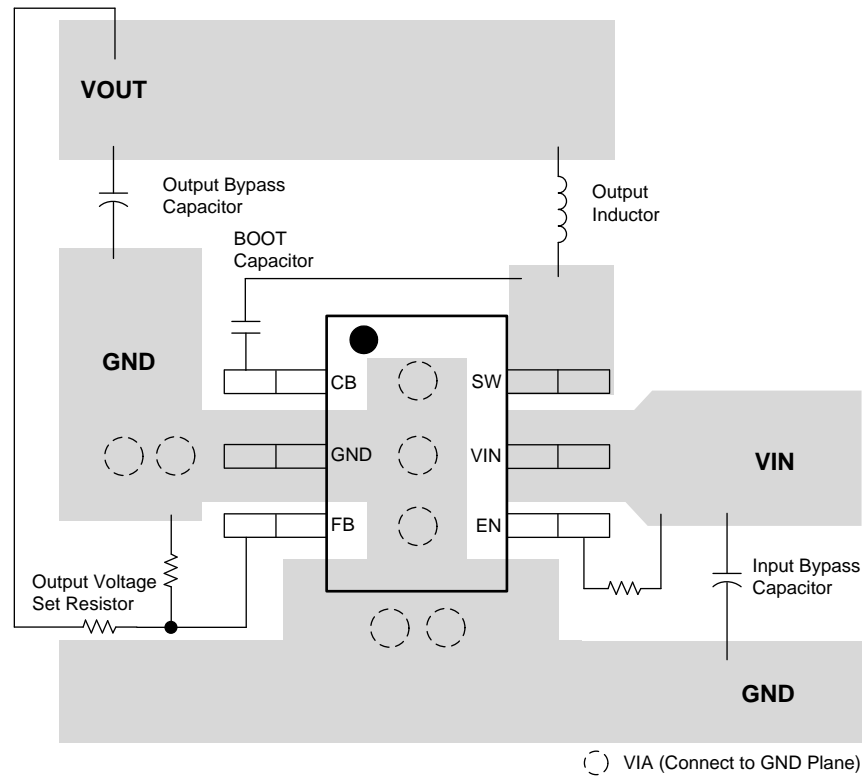 VOUT
Output Bypass
Capacitor
Output
Inductor
BOOT
Capacitor
GND
CB
SW
GND
VIN
VIN
FB
EN
Output Voltage
Set Resistor
Input Bypass
Capacitor
GND
VIA (Connect to GND Plane)